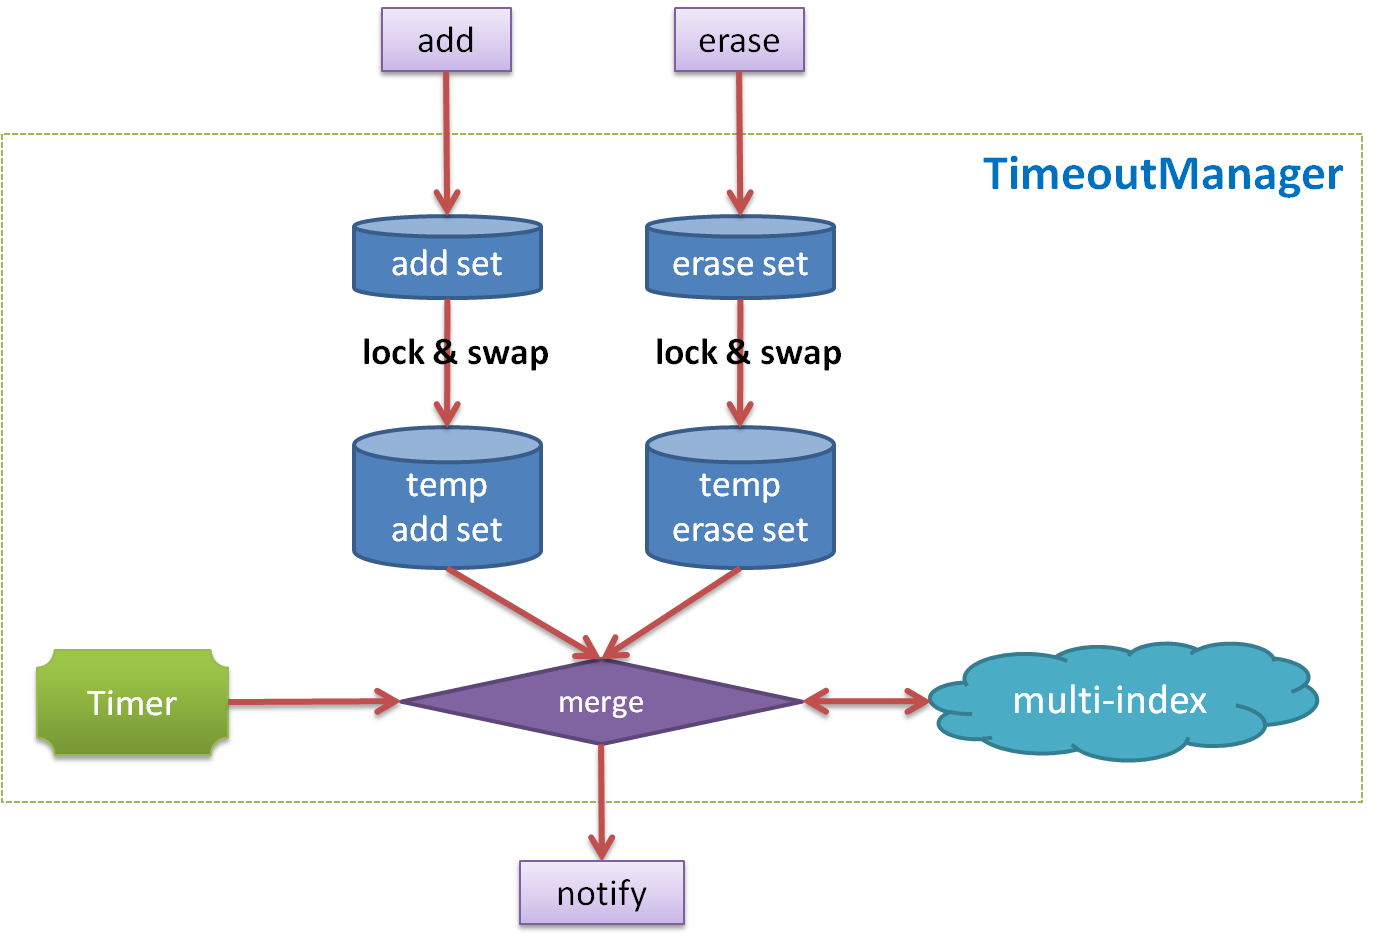 add
erase
TimeoutManager
add set
erase set
lock & swap
lock & swap
temp
add set
temp
erase set
Timer
merge
multi-index
notify